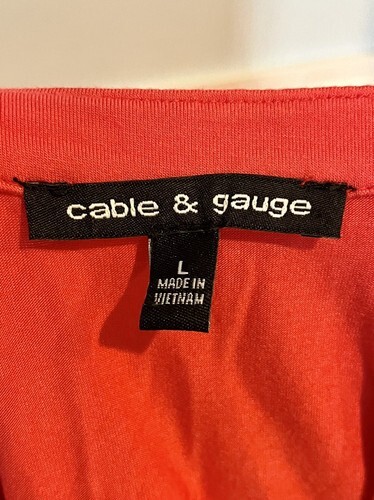 cable & gauge
L
MADE IN
VIETNAM